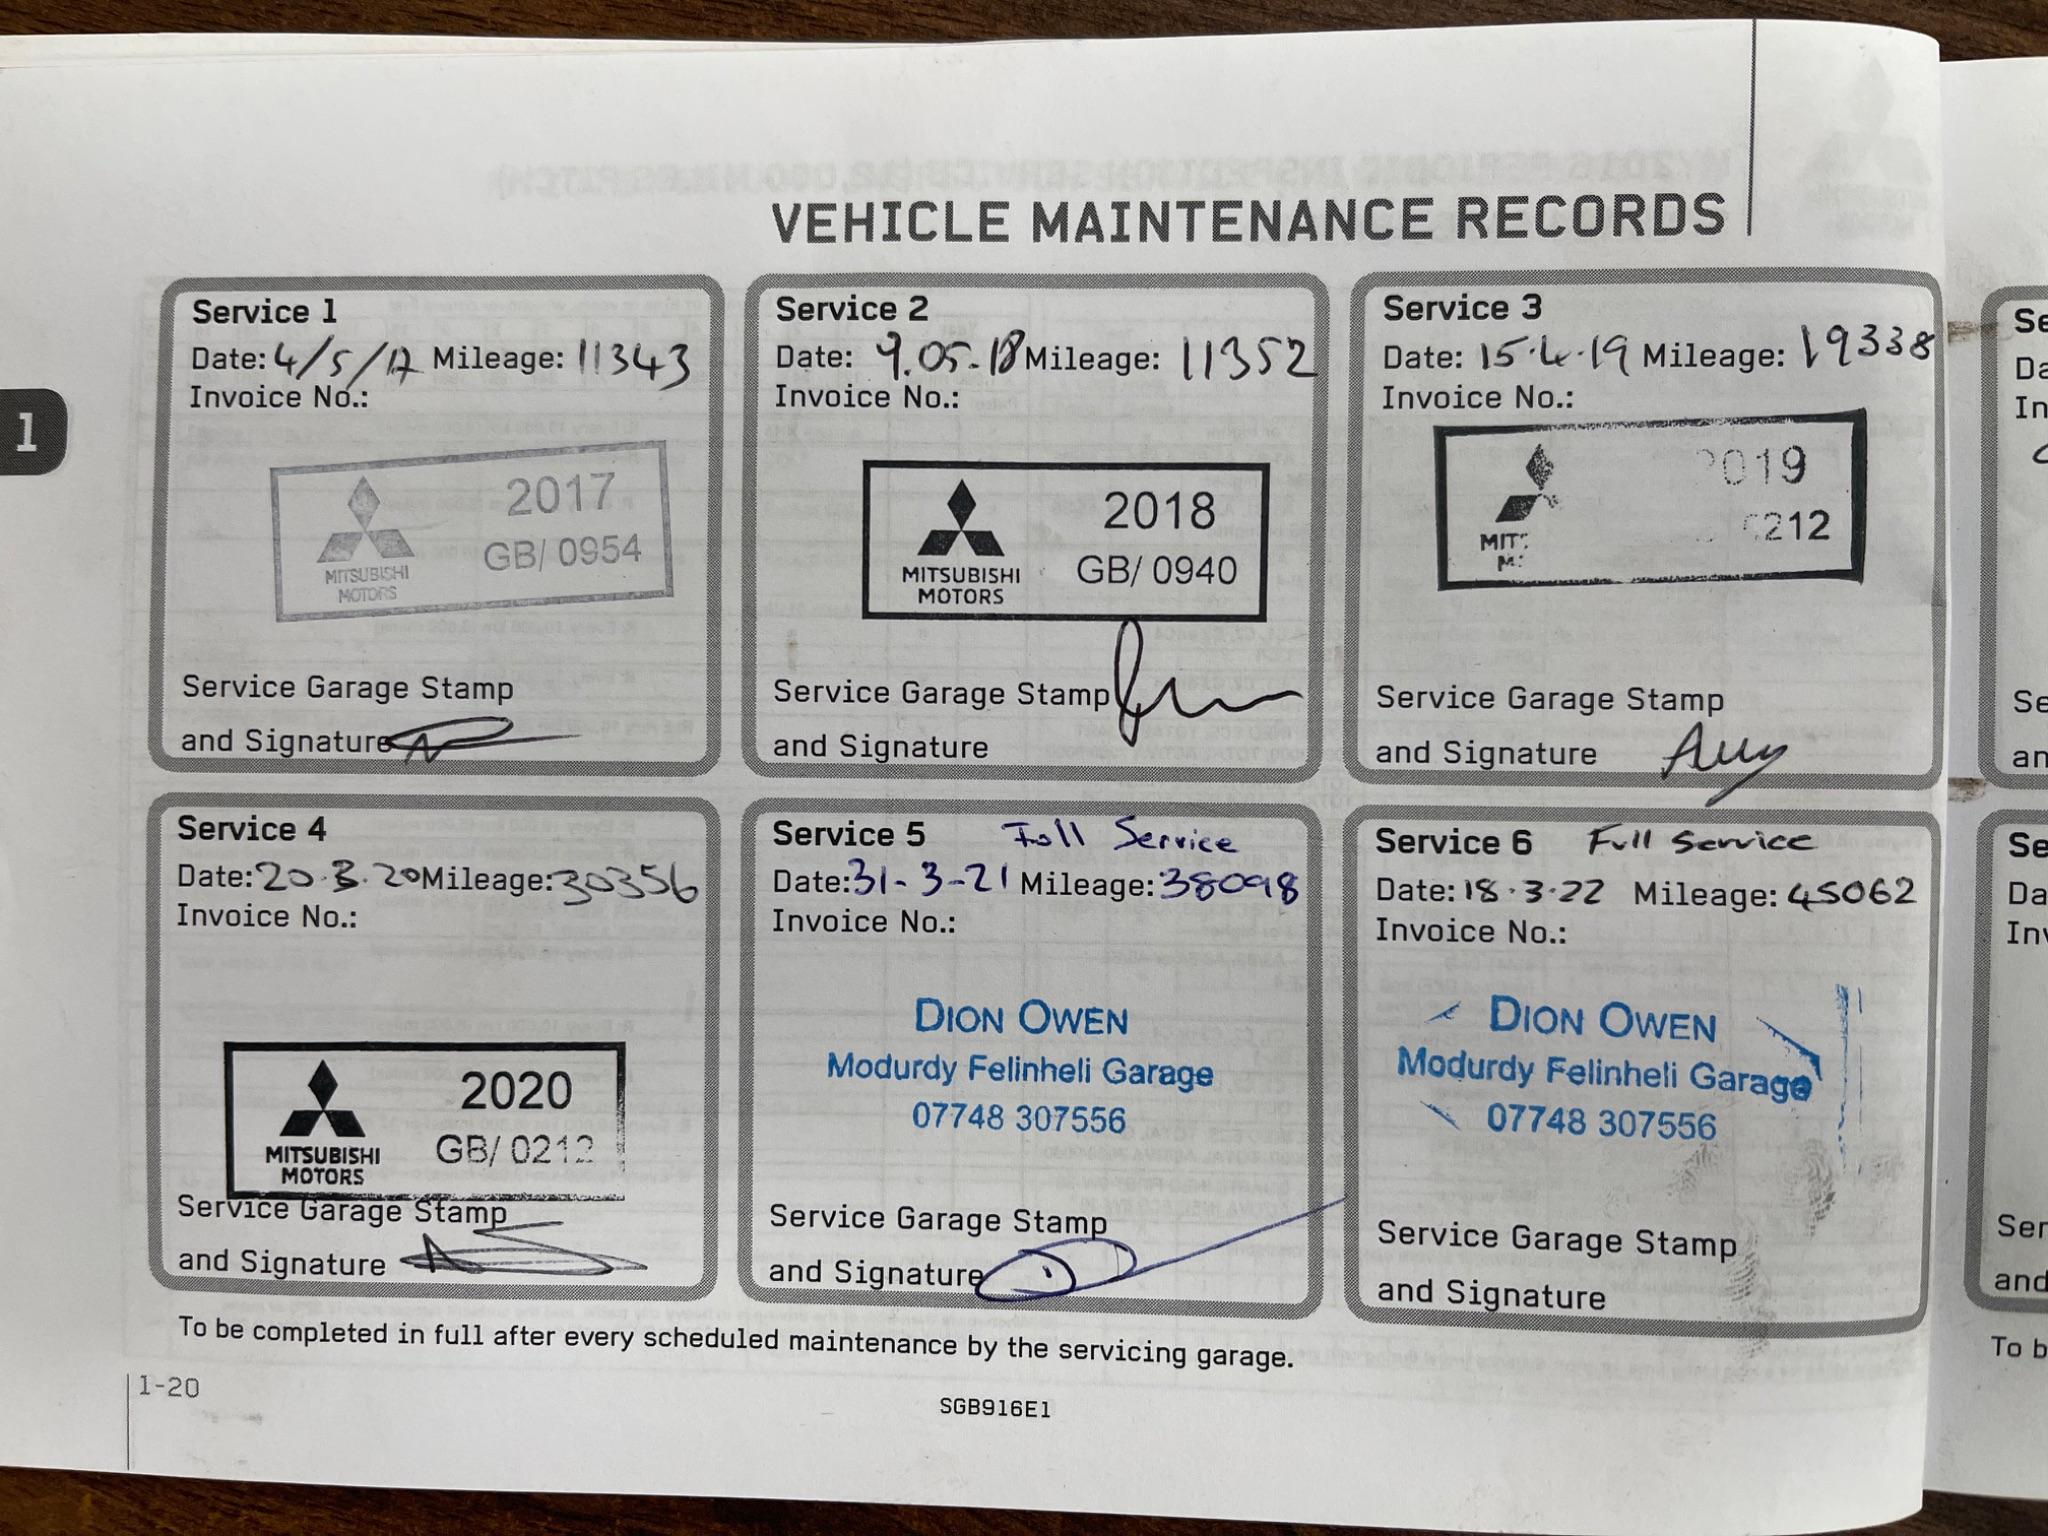 VEHICLE MAINTENANCE RECORDS
1
Service 1
Date: 4/5/17 Mileage: 11343
Invoice No.:
2017
GB/ 0954
MITSUBISHI
MOTORS
Service Garage Stamp
and Signature
Service 2
Date: 9.05.18 Mileage: 11352
Invoice No.:
2018
GB/ 0940
MITSUBISHI
MOTORS
Service Garage Stamp
and Signature
Service 3
Date: 15.4.19 Mileage: 19338
Invoice No.:
2019
212
MIT
M
Service Garage Stamp
and Signature
Service 4
Date: 20.3.20 Mileage: 30356
Invoice No.:
2020
GB/ 0212
MITSUBISHI
MOTORS
Service Garage Stamp
and Signature
Service 5 Full Service
Date: 31-3-21 Mileage: 38098
Invoice No.:
DION OWEN
Modurdy Felinheli Garage
07748 307556
Service Garage Stamp
and Signature
Service 6 Full Service
Date: 18.3.22 Mileage: 45062
Invoice No.:
DION OWEN
Modurdy Felinheli Garage
07748 307556
Service Garage Stamp
and Signature
To be completed in full after every scheduled maintenance by the servicing garage.
1-20
SGB916E1